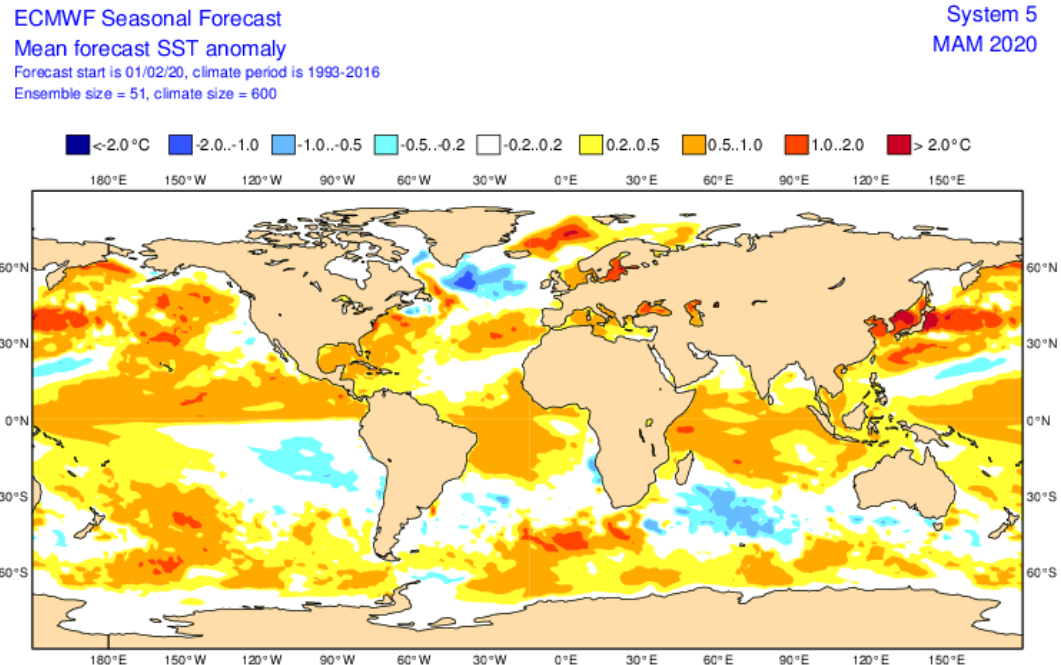 ECMWF Seasonal Forecast
System 5
Mean forecast SST anomaly
MAM 2020
Forecast start is 01/02/20, climate period is 1993-2016
Ensemble size = 51, climate size = 600
<-2.0°C -2.0..-1.0 -1.0..-0.5 -0.5..-0.2 -0.2..0.2 0.2..0.5 0.5..1.0 1.0..2.0 > 2.0°C
180°E 150°W 120°W 90°W 60°W 30°W 0°E 30°E 60°E 90°E 120°E 150°E
60°N 60°N
30°N 30°N
0°N 0°N
30°S 30°S
60°S 60°S
180°E 150°W 120°W 90°W 60°W 30°W 0°E 30°E 60°E 90°E 120°E 150°E